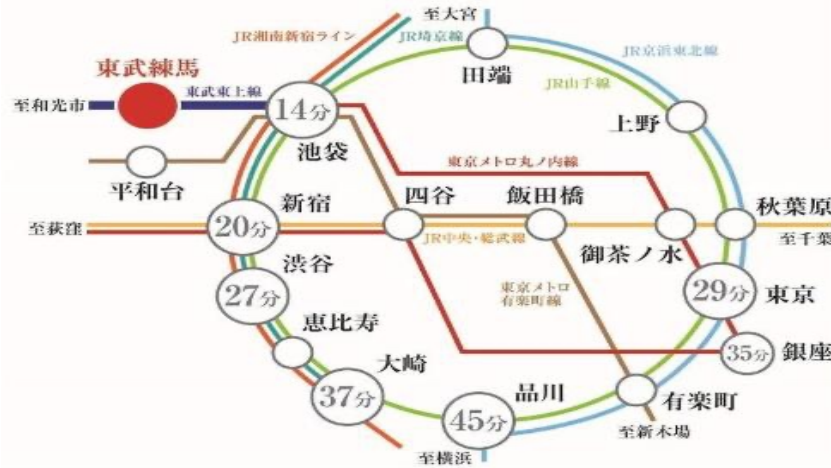 至大宮
JR湘南新宿ライン
JR埼京線
JR京浜東北線
田端
JR山手線
東武練馬
東武東上線
至和光市
14分
池袋
上野
東京メトロ丸ノ内線
平和台
四谷
飯田橋
新宿
秋葉原
至荻窪
20分
JR中央・総武線
御茶ノ水
至千葉
渋谷
東京メトロ
有楽町線
27分
29分
東京
恵比寿
大崎
35分
銀座
37分
品川
有楽町
45分
至新木場
至横浜